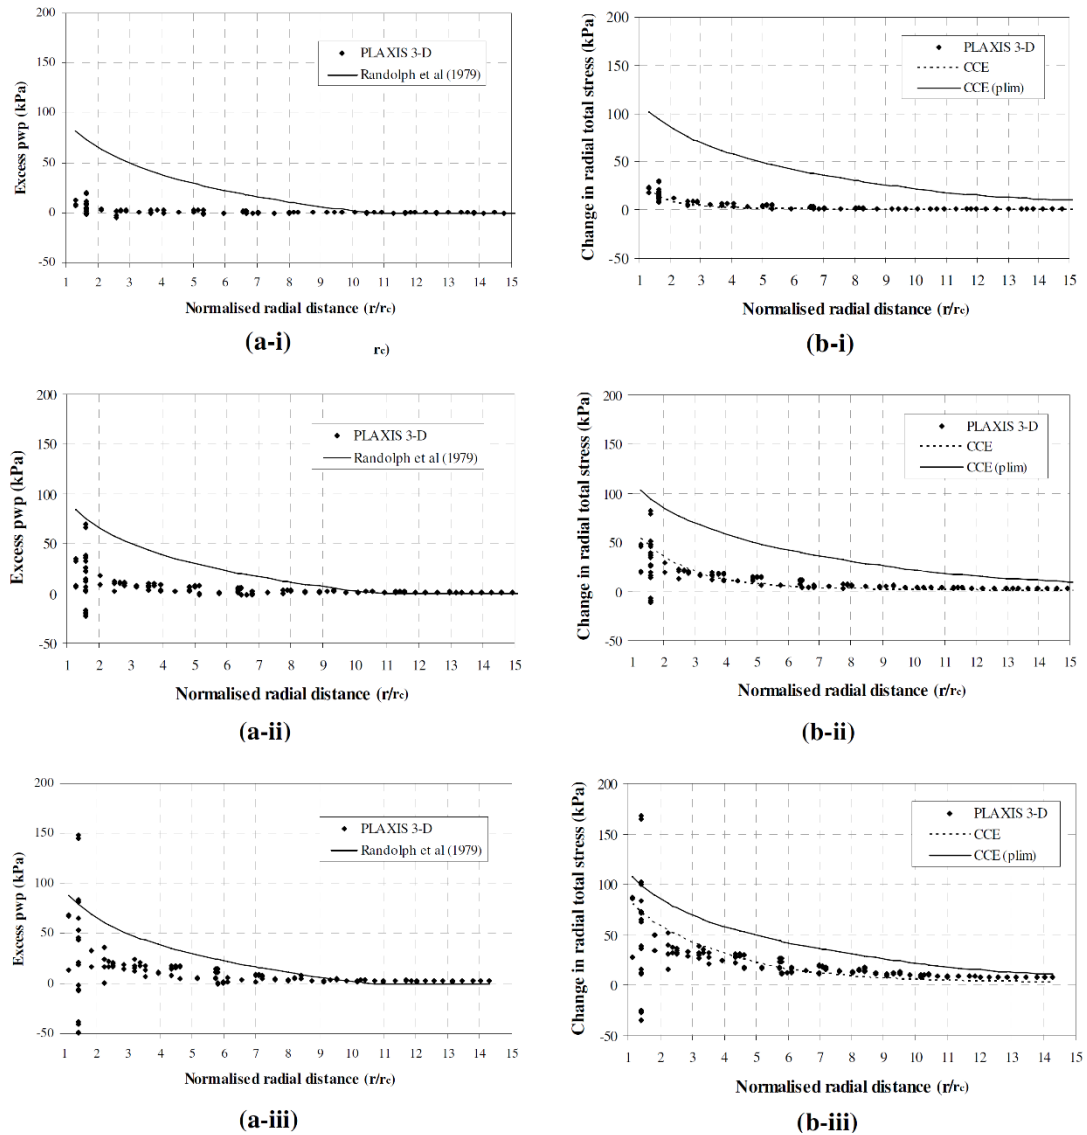 200
150
100
50
0
-50
Excess pwp (kPa)
PLAXIS 3-D
Randolph et al (1979)
1 2 3 4 5 6 7 8 9 10 11 12 13 14 15
Normalised radial distance (r/rc)
(a-i)
rc)
200
150
100
50
0
-50
Change in radial total stress (kPa)
PLAXIS 3-D
CCE
CCE (plim)
1 2 3 4 5 6 7 8 9 10 11 12 13 14 15
Normalised radial distance (r/rc)
(b-i)
200
150
100
50
0
-50
Excess pwp (kPa)
PLAXIS 3-D
Randolph et al (1979)
1 2 3 4 5 6 7 8 9 10 11 12 13 14 15
Normalised radial distance (r/rc)
(a-ii)
200
150
100
50
0
-50
Change in radial total stress (kPa)
PLAXIS 3-D
CCE
CCE (plim)
1 2 3 4 5 6 7 8 9 10 11 12 13 14 15
Normalised radial distance (r/rc)
(b-ii)
200
150
100
50
0
-50
Excess pwp (kPa)
PLAXIS 3-D
Randolph et al (1979)
1 2 3 4 5 6 7 8 9 10 11 12 13 14 15
Normalised radial distance (r/rc)
(a-iii)
200
150
100
50
0
-50
Change in radial total stress (kPa)
PLAXIS 3-D
CCE
CCE (plim)
1 2 3 4 5 6 7 8 9 10 11 12 13 14 15
Normalised radial distance (r/rc)
(b-iii)